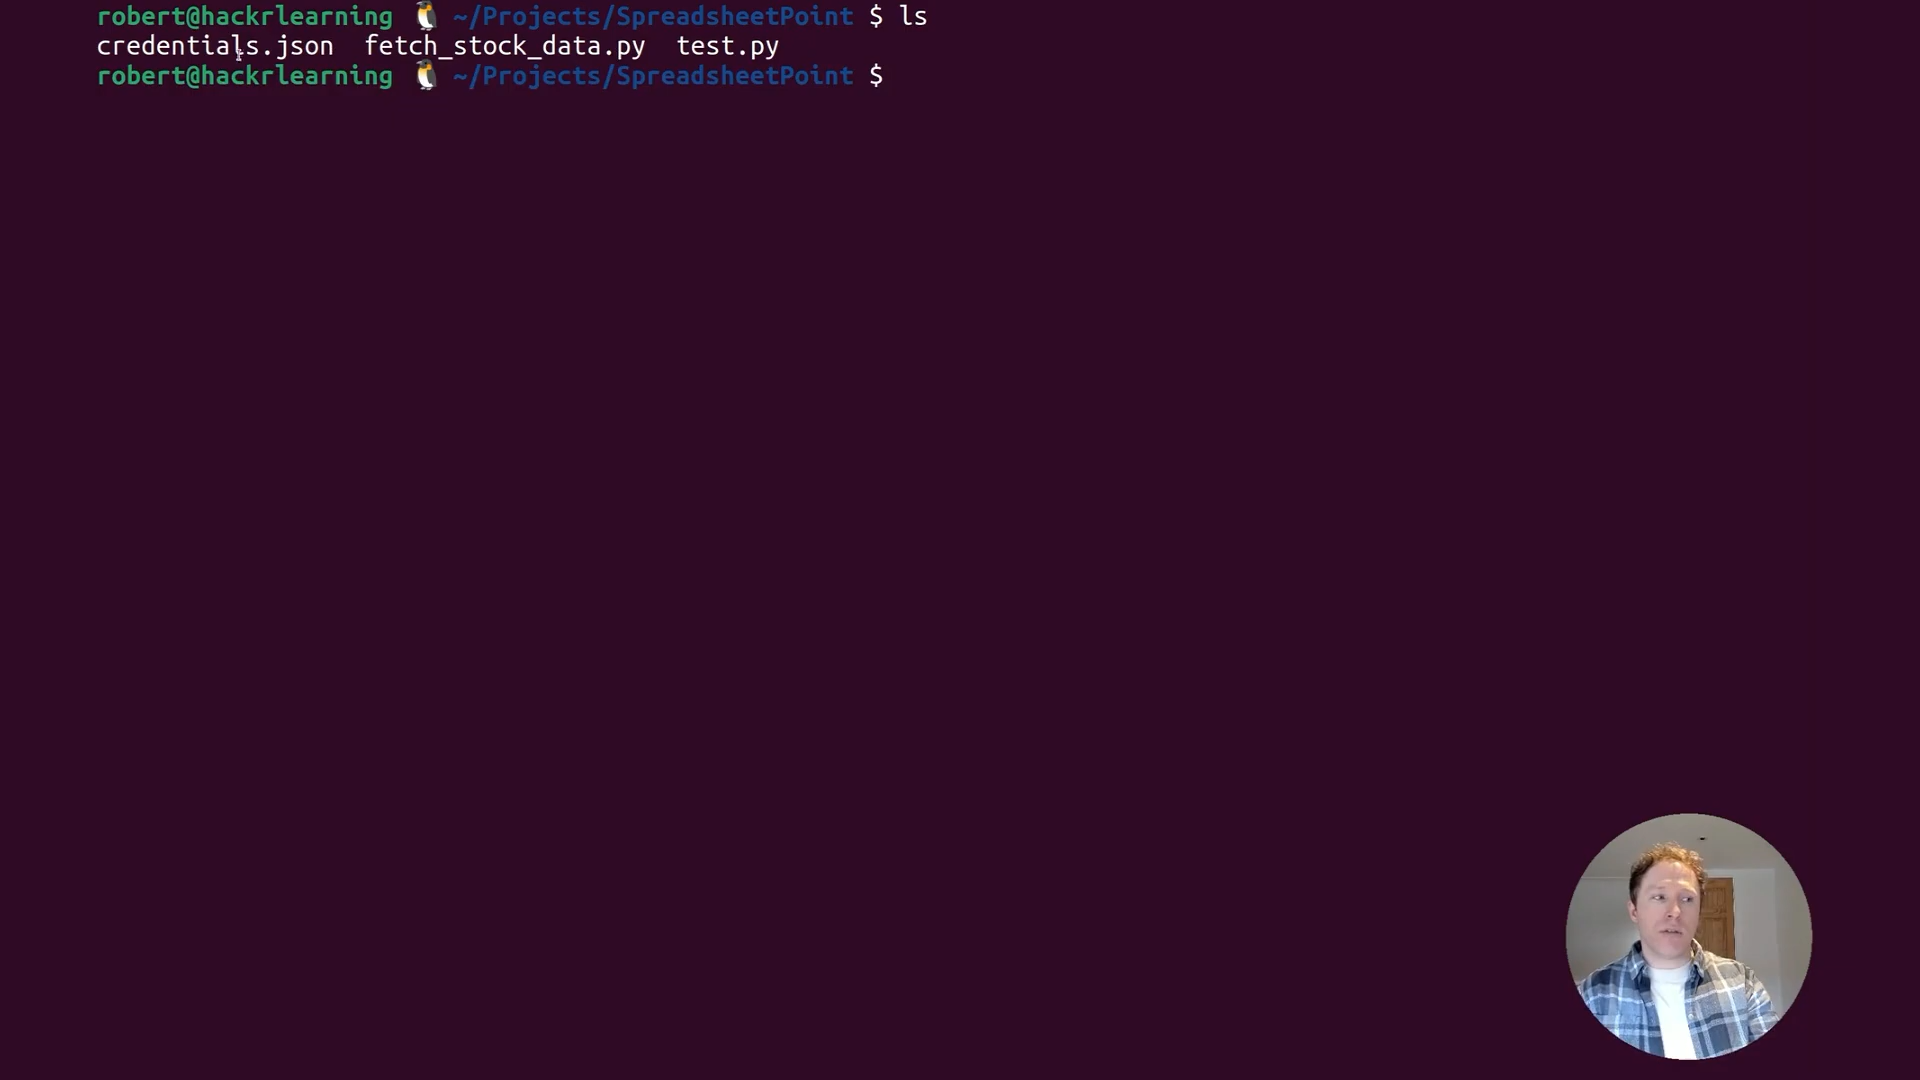 robert@hackrlearning 🐧 ~/Projects/SpreadsheetPoint $ ls
credentials.json  fetch_stock_data.py  test.py
robert@hackrlearning 🐧 ~/Projects/SpreadsheetPoint $